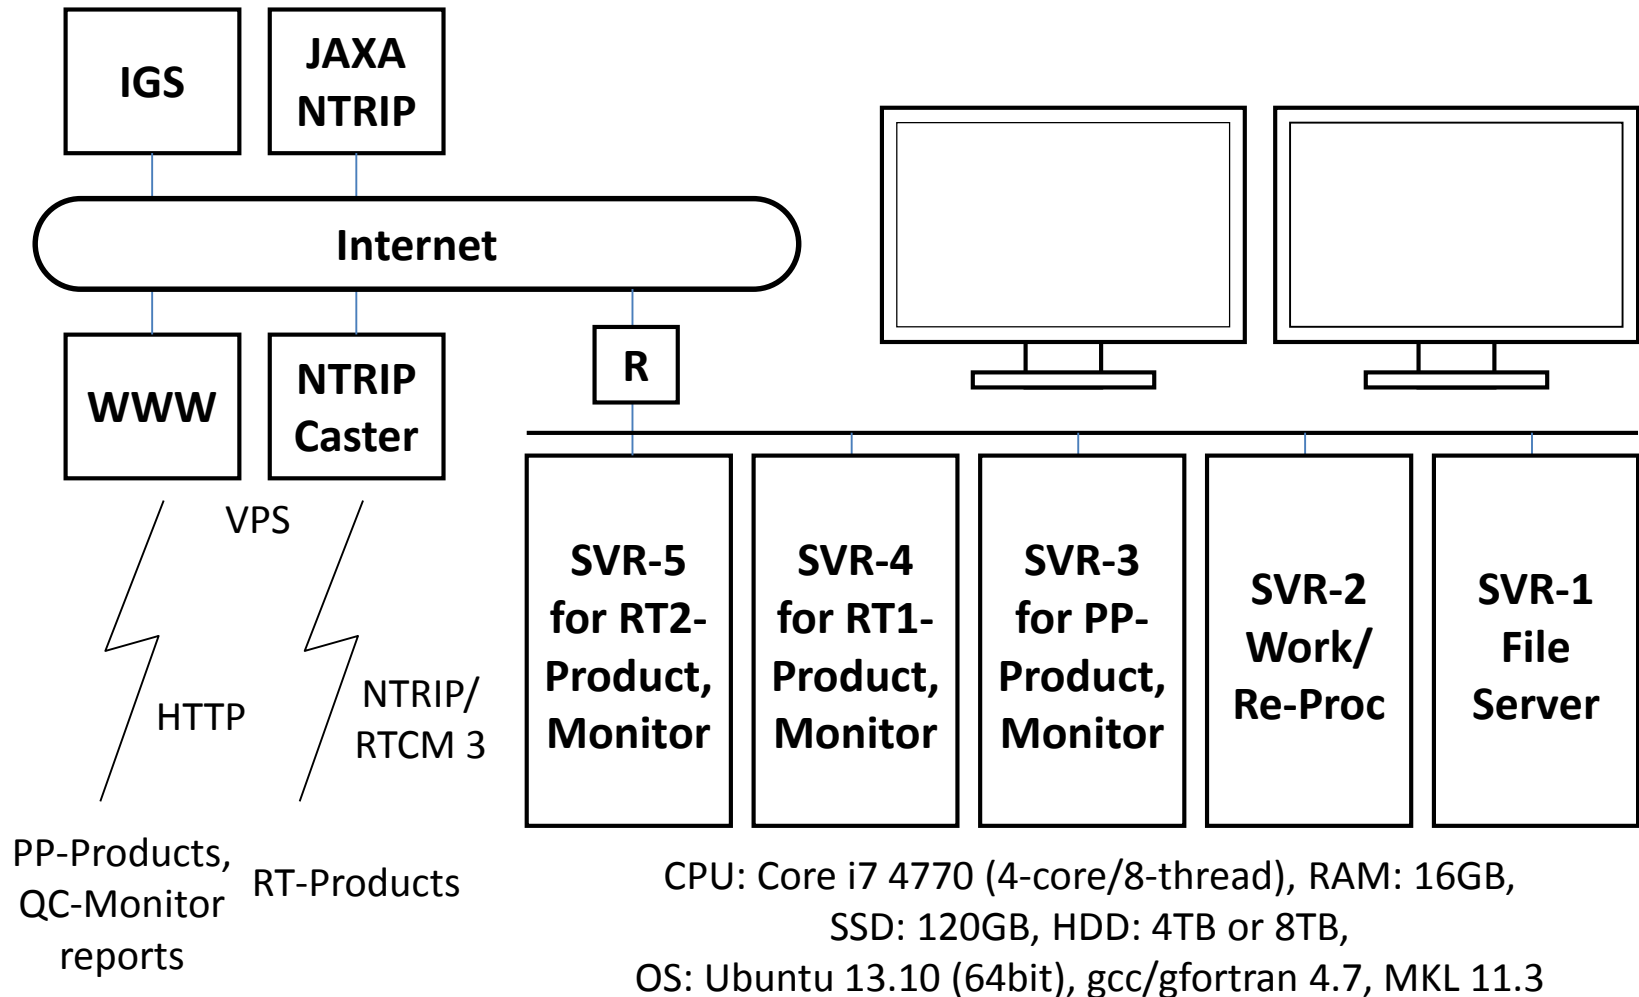 IGS
JAXA
NTRIP
Internet
WWW
NTRIP
Caster
R
VPS
HTTP
NTRIP/
RTCM 3
PP-Products,
QC-Monitor
reports
RT-Products
SVR-5
for RT2-
Product,
Monitor
SVR-4
for RT1-
Product,
Monitor
SVR-3
for PP-
Product,
Monitor
SVR-2
Work/
Re-Proc
SVR-1
File
Server
CPU: Core i7 4770 (4-core/8-thread), RAM: 16GB,
SSD: 120GB, HDD: 4TB or 8TB,
OS: Ubuntu 13.10 (64bit), gcc/gfortran 4.7, MKL 11.3